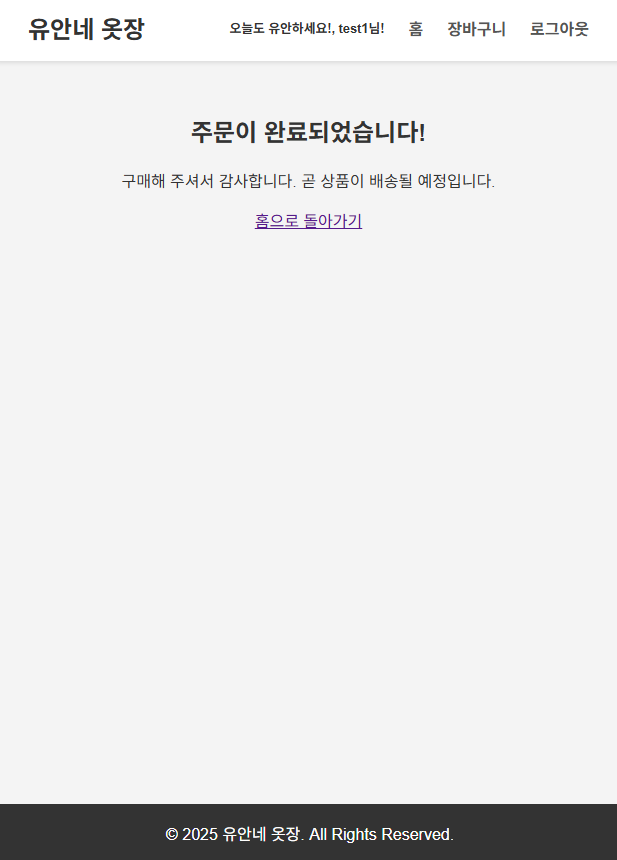 유안네 옷장
오늘도 유안하세요!, test1님! 홈 장바구니 로그아웃
주문이 완료되었습니다!
구매해 주셔서 감사합니다. 곧 상품이 배송될 예정입니다.
홈으로 돌아가기
© 2025 유안네 옷장. All Rights Reserved.